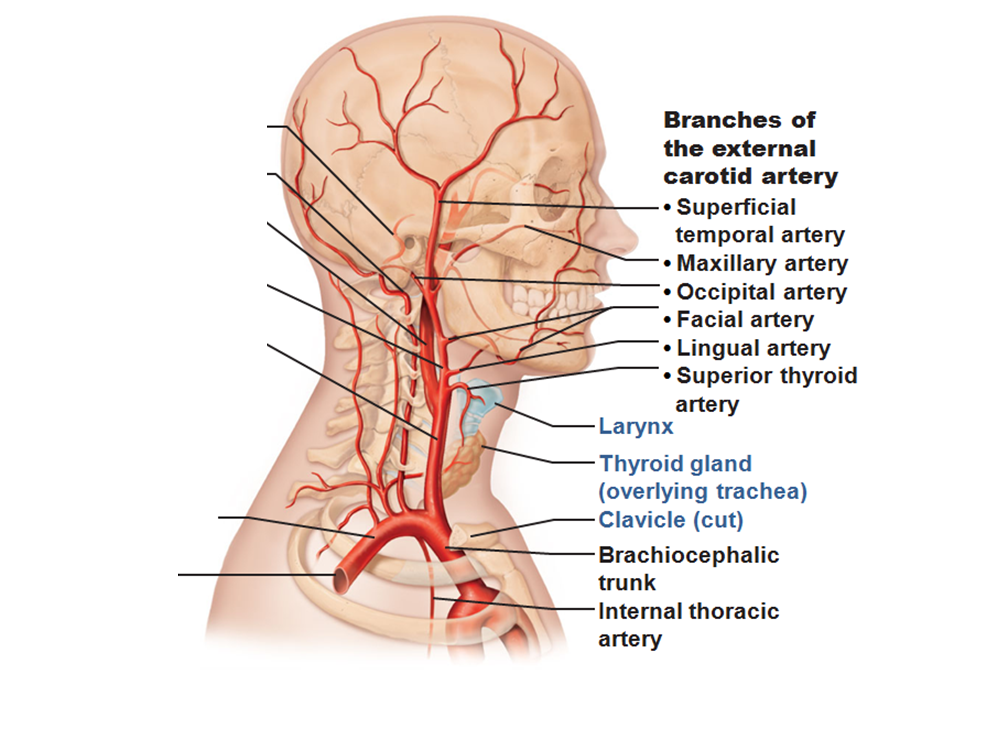 Branches of
the external
carotid artery
• Superficial
temporal artery
• Maxillary artery
• Occipital artery
• Facial artery
• Lingual artery
• Superior thyroid
artery
Larynx
Thyroid gland
(overlying trachea)
Clavicle (cut)
Brachiocephalic
trunk
Internal thoracic
artery